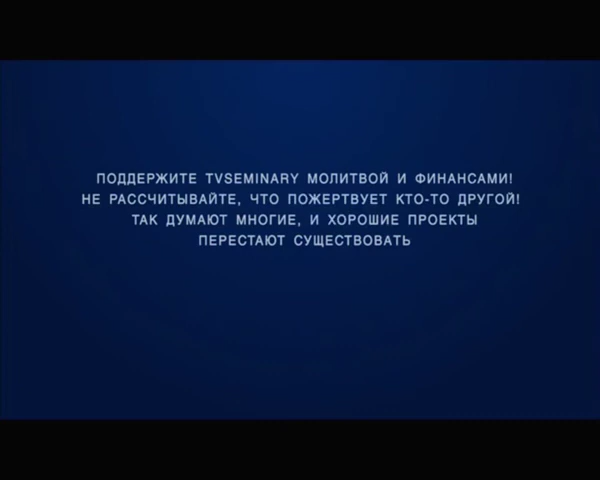 ПОДДЕРЖИТЕ TVSEMINARY МОЛИТВОЙ И ФИНАНСАМИ!
НЕ РАССЧИТЫВАЙТЕ, ЧТО ПОЖЕРТВУЕТ КТО-ТО ДРУГОЙ!
ТАК ДУМАЮТ МНОГИЕ, И ХОРОШИЕ ПРОЕКТЫ
ПЕРЕСТАЮТ СУЩЕСТВОВАТЬ